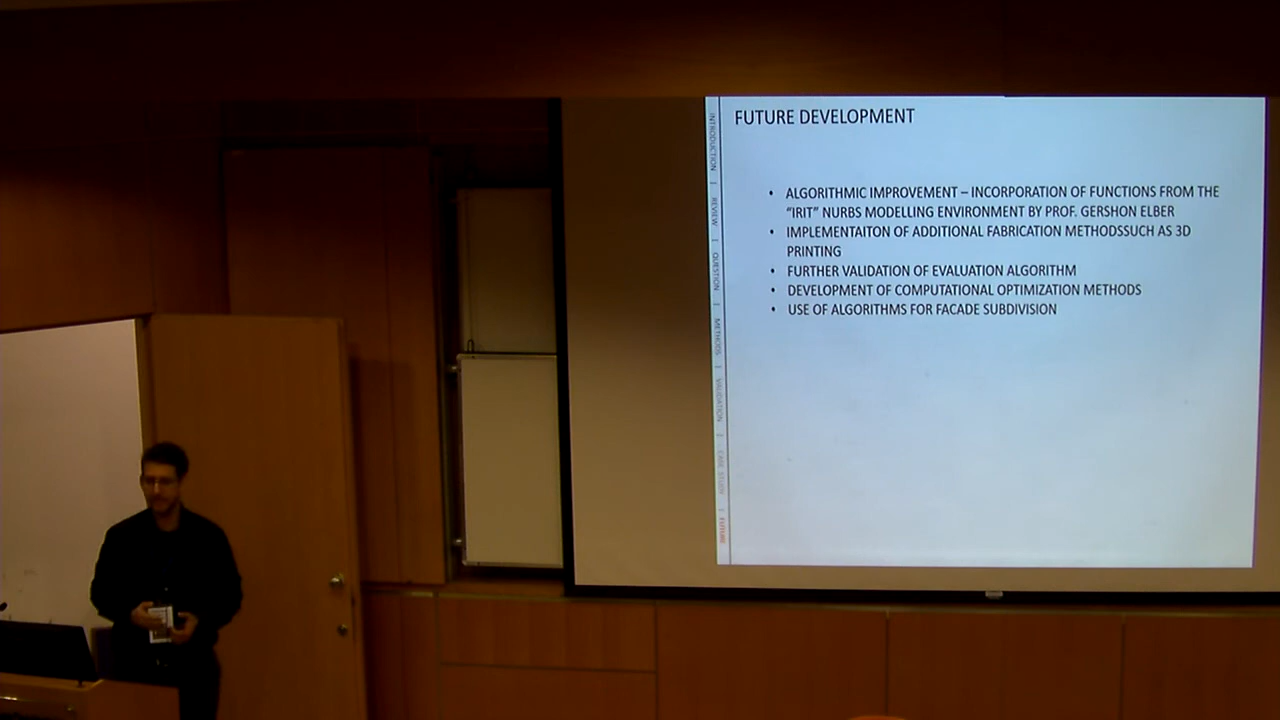 FUTURE DEVELOPMENT
• ALGORITHMIC IMPROVEMENT – INCORPORATION OF FUNCTIONS FROM THE
"IRIT" NURBS MODELLING ENVIRONMENT BY PROF. GERSHON ELBER
• IMPLEMENTAITON OF ADDITIONAL FABRICATION METHODSSUCH AS 3D
PRINTING
• FURTHER VALIDATION OF EVALUATION ALGORITHM
• DEVELOPMENT OF COMPUTATIONAL OPTIMIZATION METHODS
• USE OF ALGORITHMS FOR FACADE SUBDIVISION
INTRODUCTION | REVIEW | QUESTION | METHODS | VALIDATION | CASE STUDY | FUTURE